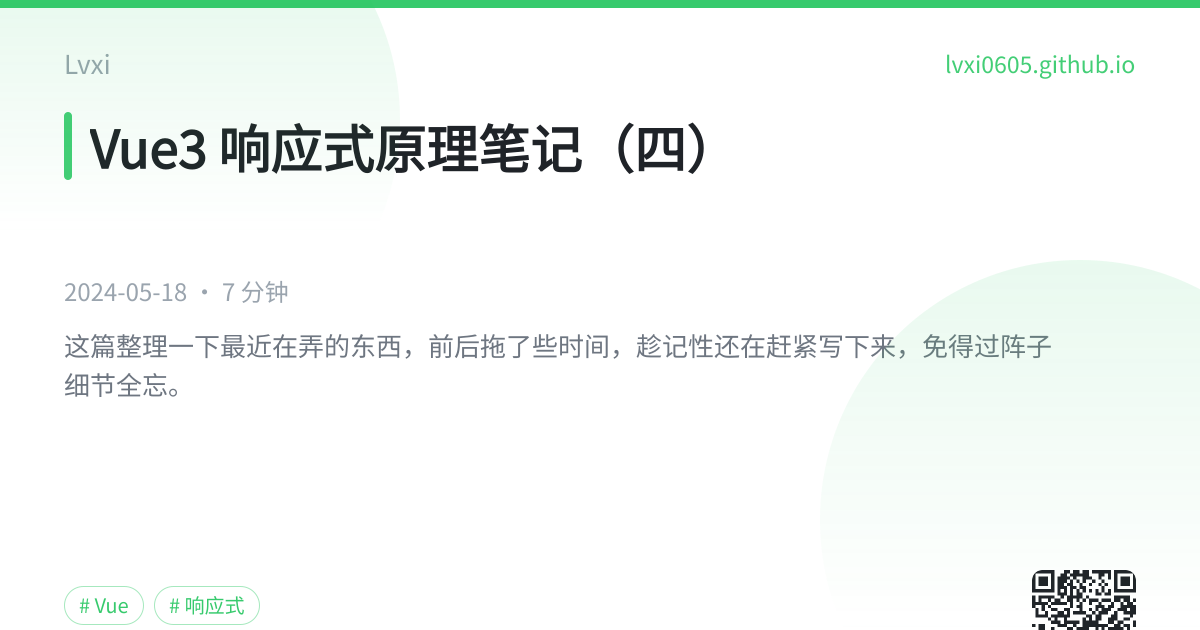 Lvxi
lvxi0605.github.io
Vue3 响应式原理笔记（四）
2024-05-18 · 7 分钟
这篇整理一下最近在弄的东西，前后拖了些时间，趁记性还在赶紧写下来，免得过阵子
细节全忘。
# Vue
# 响应式